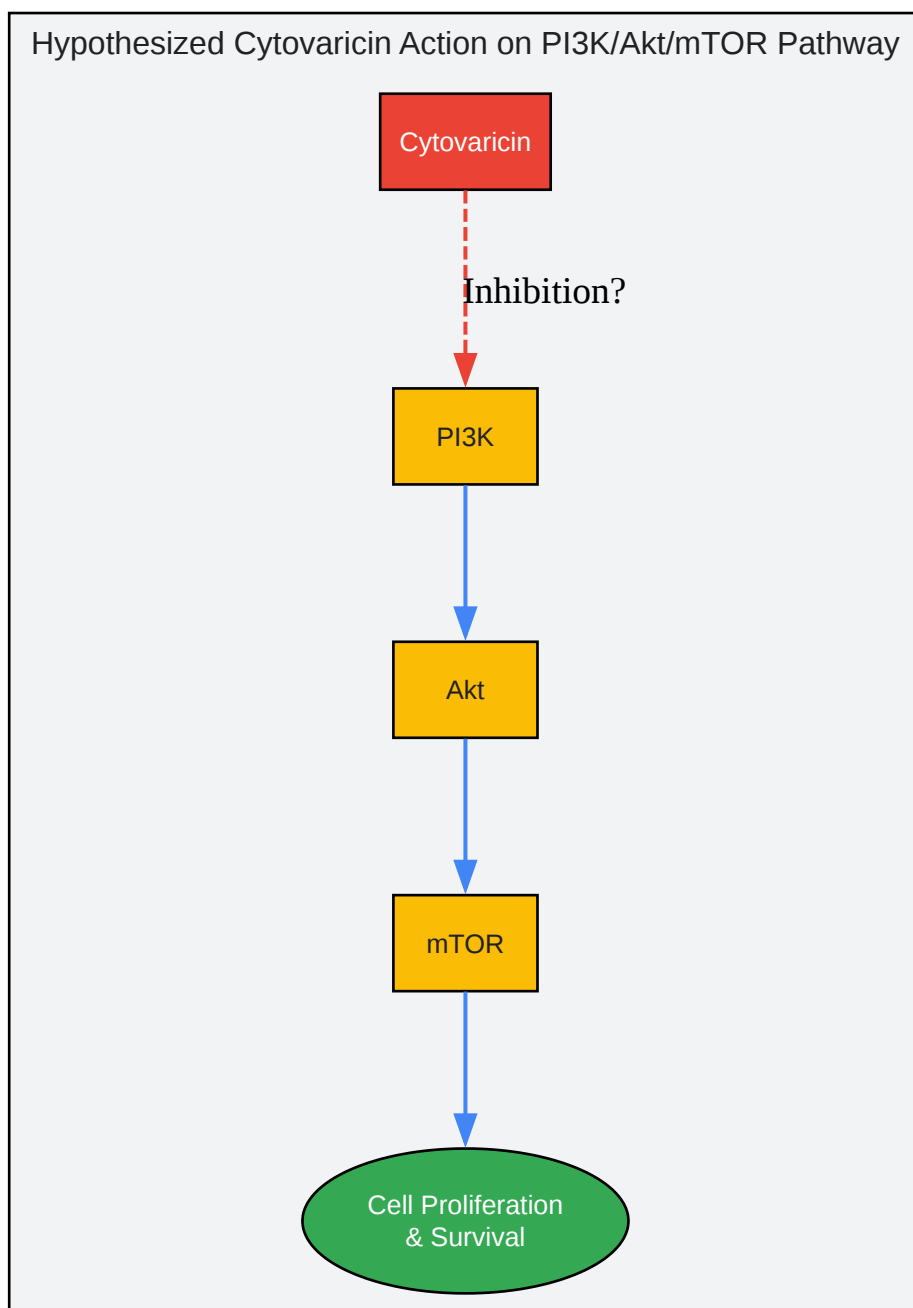 Hypothesized Cytovaricin Action on PI3K/Akt/mTOR Pathway
Cytovaricin
Inhibition?
PI3K
Akt
mTOR
Cell Proliferation
& Survival